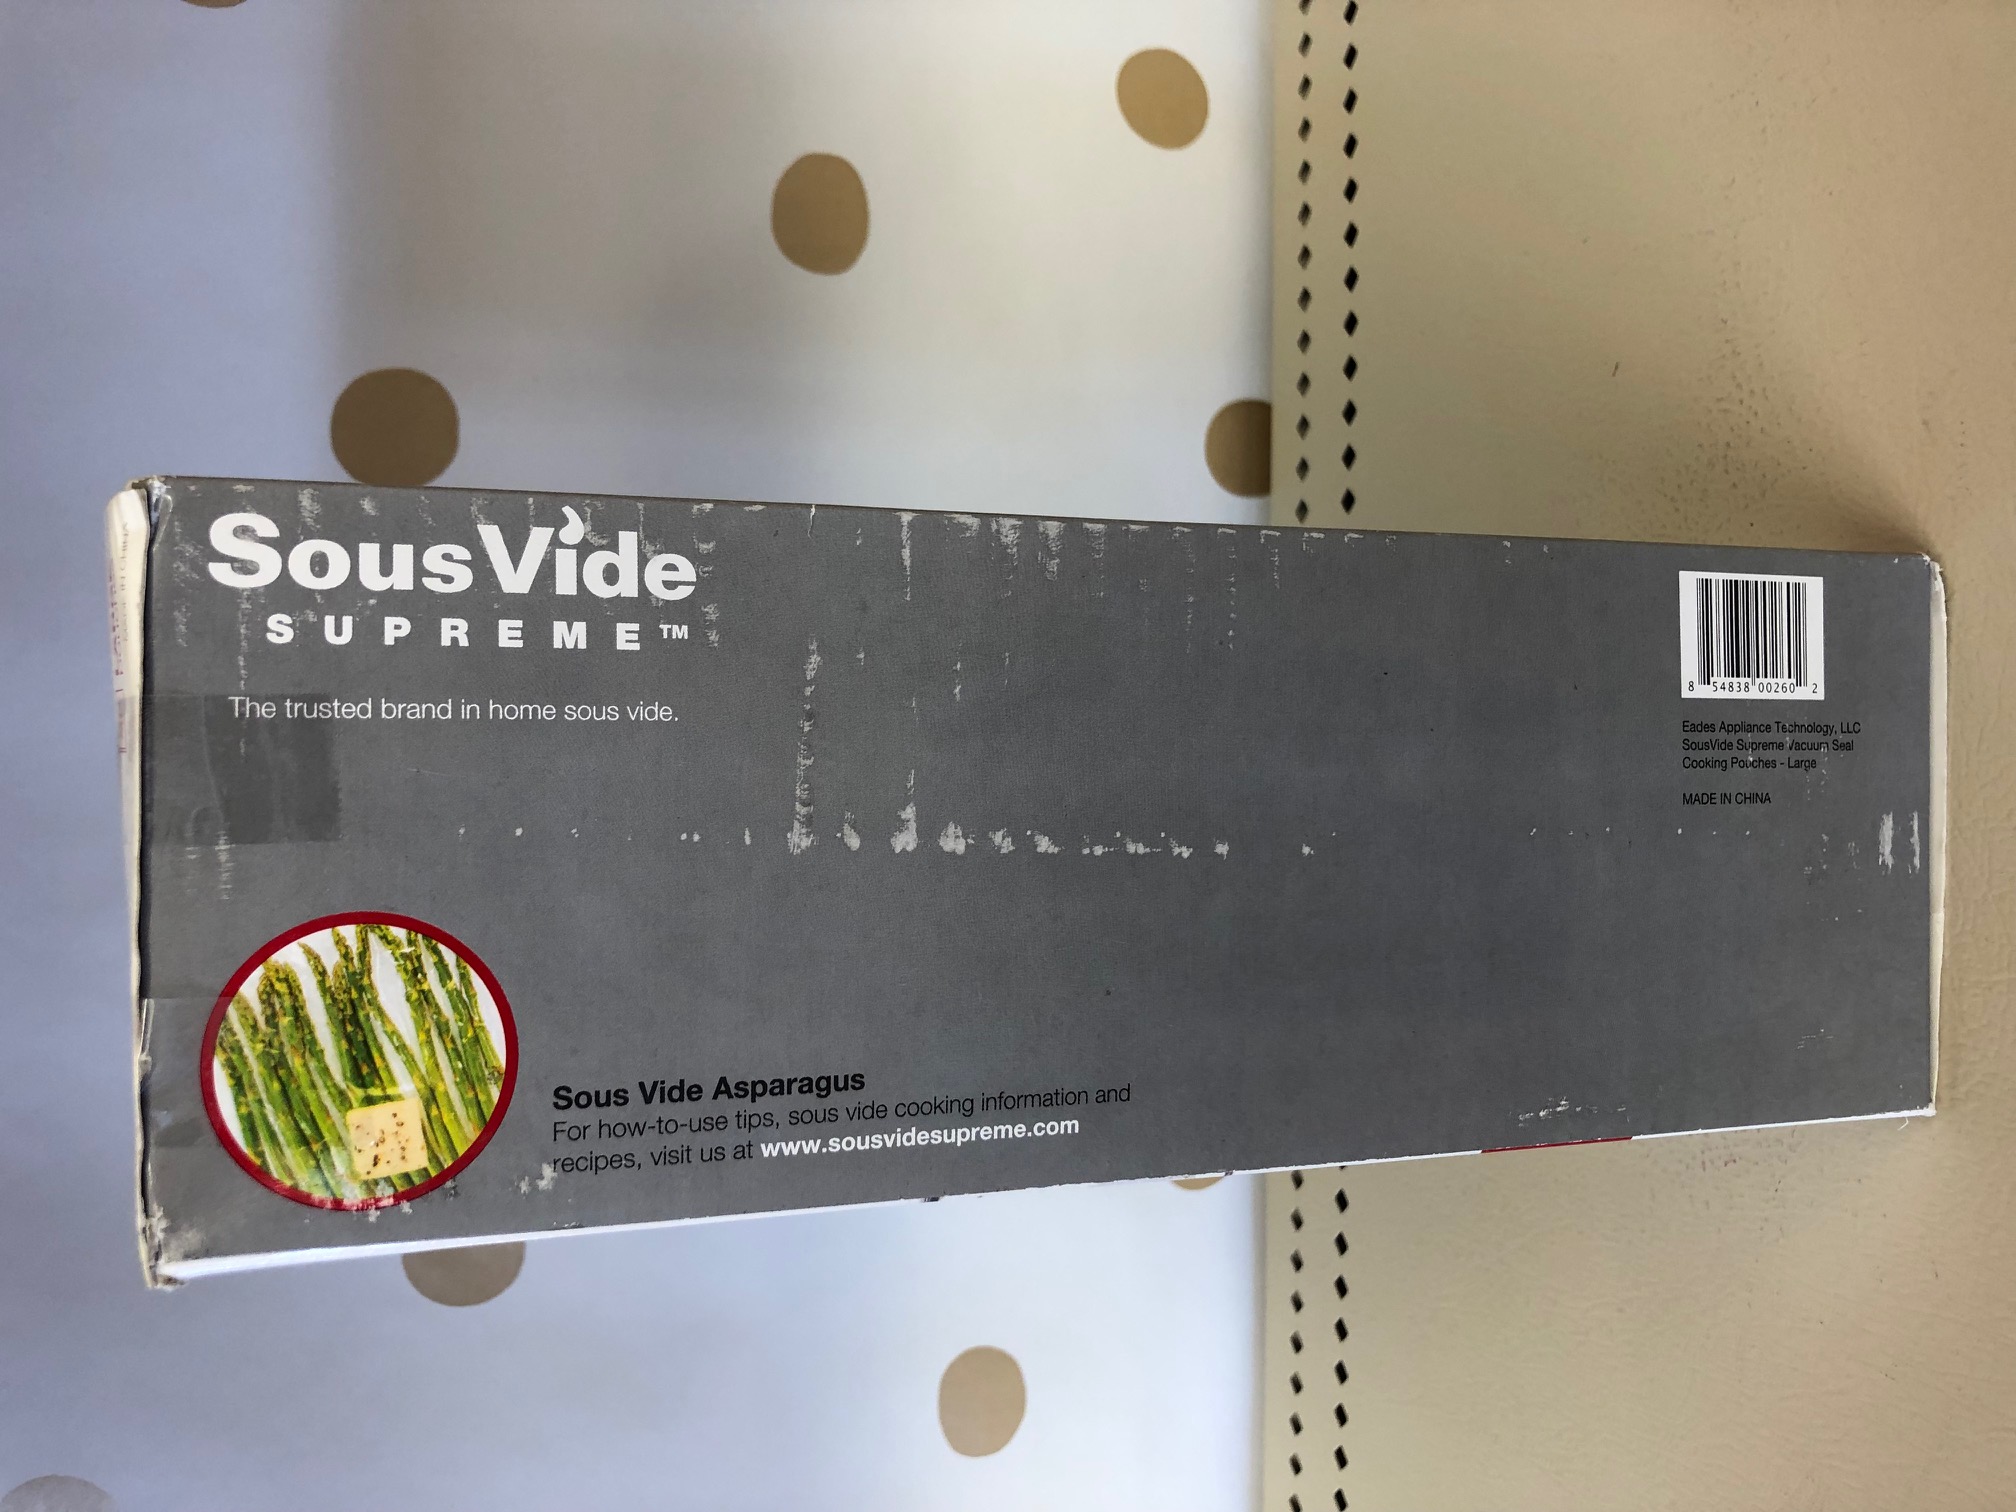 SousVide
SUPREME™
The trusted brand in home sous vide.
8 54838 00260 2
Eades Appliance Technology, LLC
SousVide Supreme Vacuum Seal
Cooking Pouches - Large
MADE IN CHINA
Sous Vide Asparagus
For how-to-use tips, sous vide cooking information and
recipes, visit us at www.sousvidesupreme.com